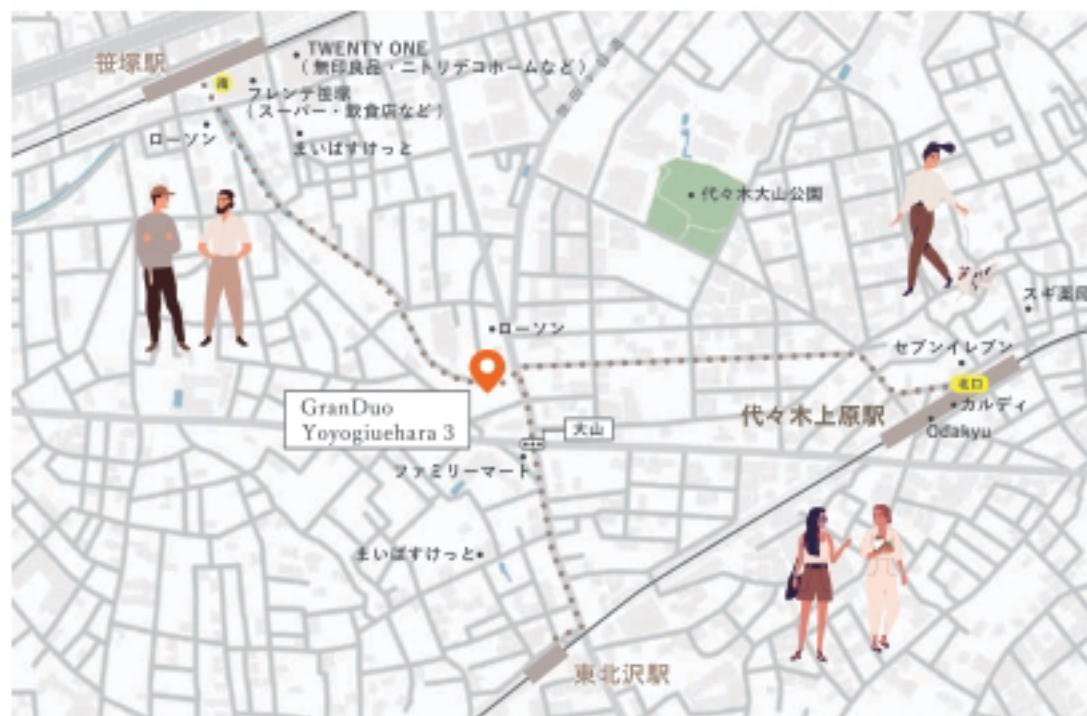 笹塚駅
TWENTY ONE
(無印良品・ニトリデコホームなど)
南
フレンテ笹塚
(スーパー・飲食店など)
ローソン
まいばすけっと
代々木大山公園
スギ薬局
ローソン
セブンイレブン
北口
カルディ
代々木上原駅
Odakyu
GranDuo
Yoyogiuehara 3
大山
ファミリーマート
まいばすけっと
東北沢駅